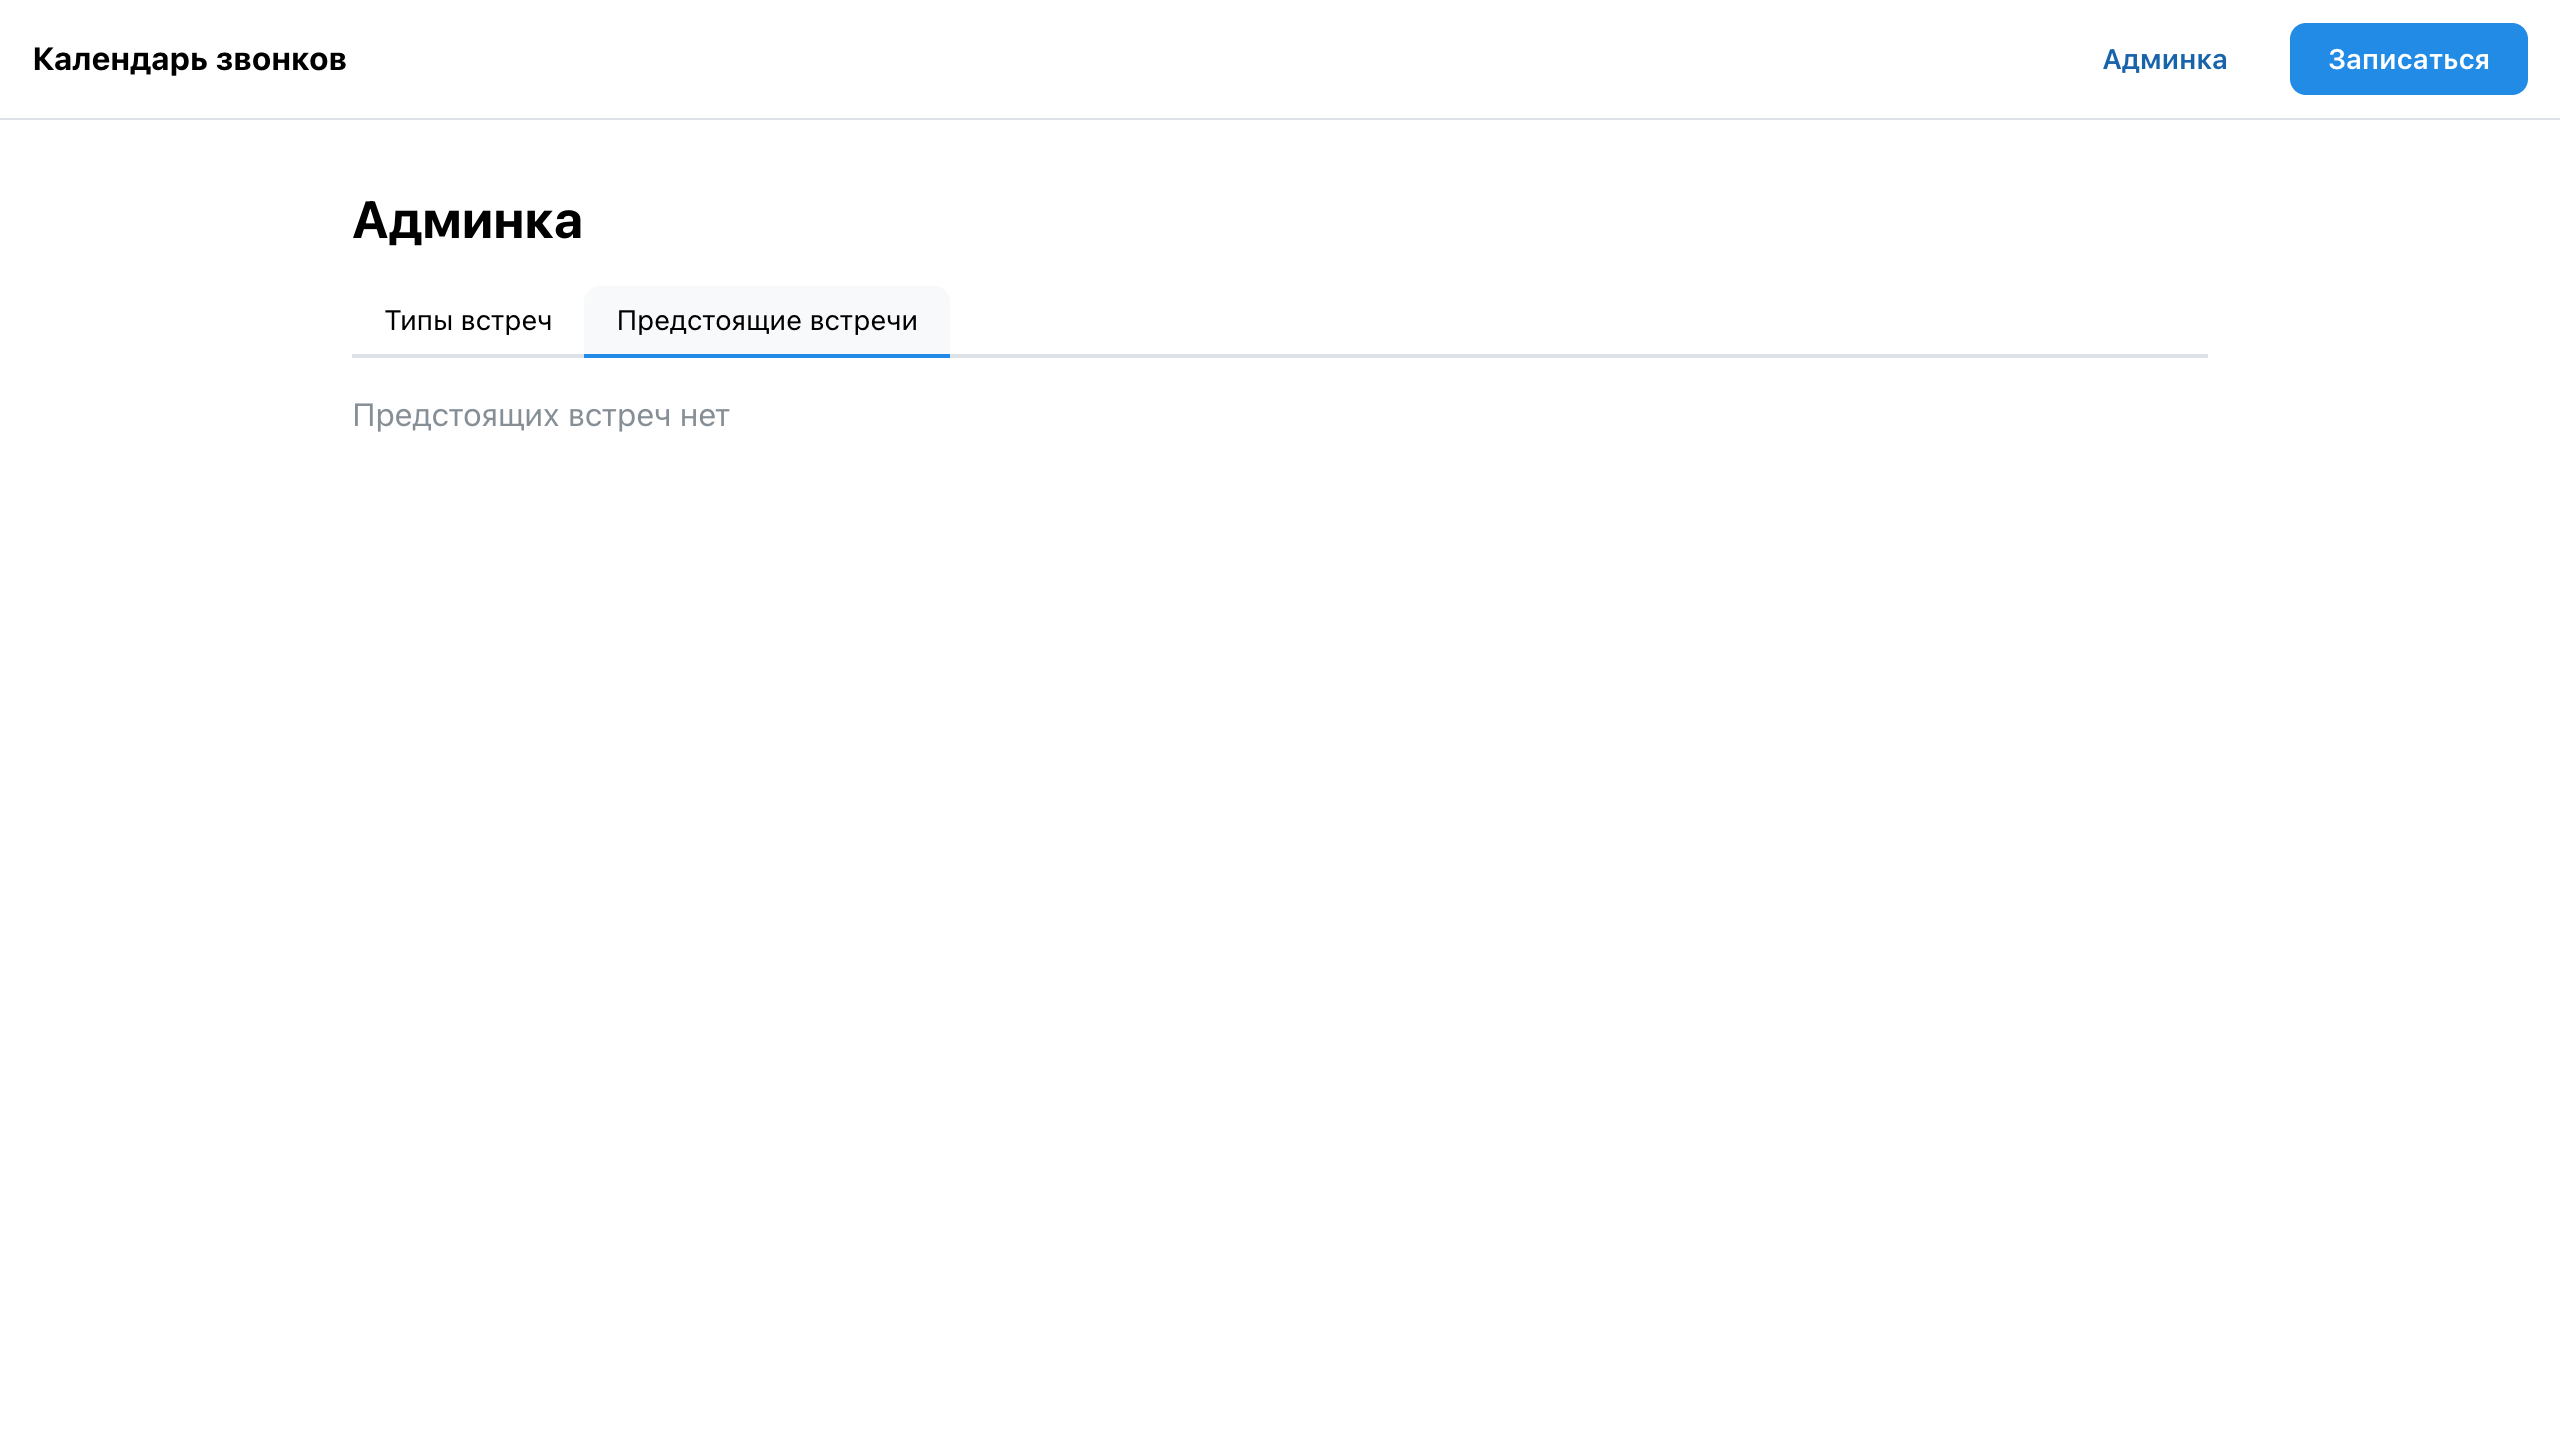 Календарь звонков
Админка
Записаться
Админка
Типы встреч
Предстоящие встречи
Предстоящих встреч нет